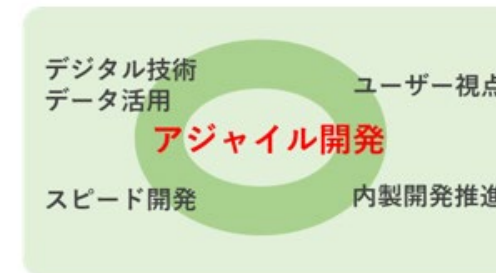 デジタル技術
データ活用
ユーザー視点
アジャイル開発
スピード開発
内製開発推進